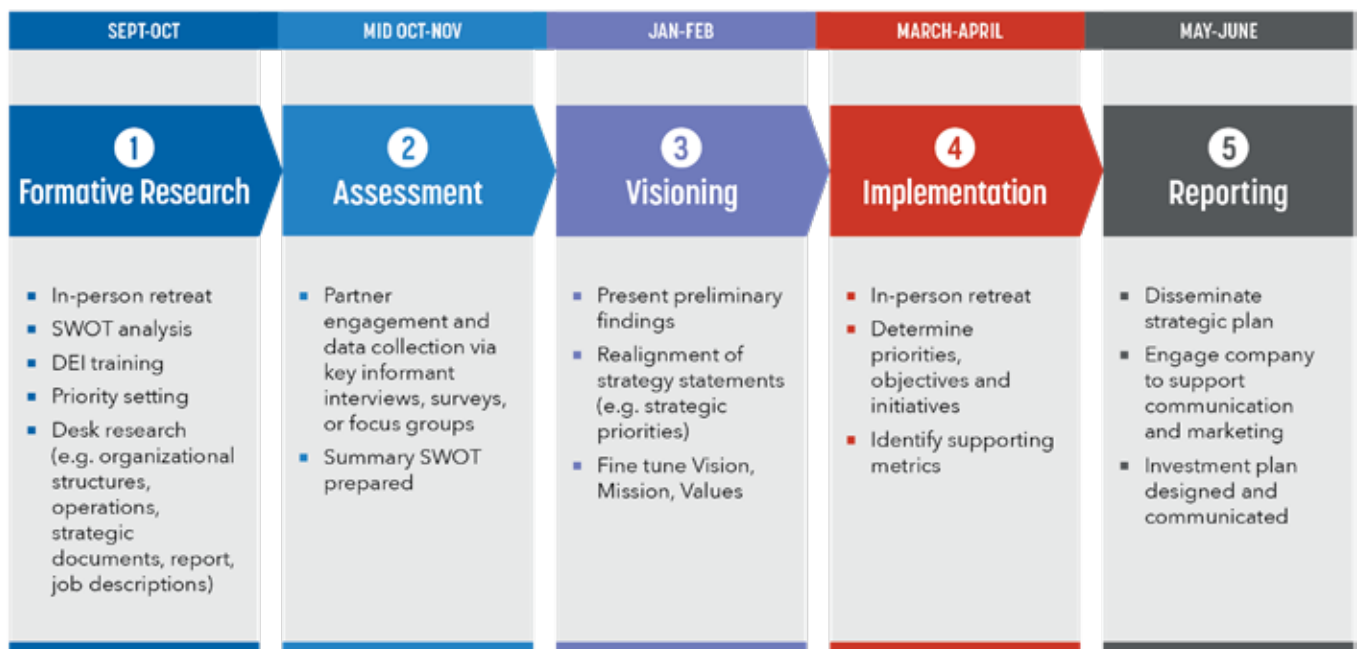 SEPT-OCT
MID OCT-NOV
JAN-FEB
MARCH-APRIL
MAY-JUNE
1
Formative Research
2
Assessment
3
Visioning
4
Implementation
5
Reporting
In-person retreat
SWOT analysis
DEI training
Priority setting
Desk research
(e.g. organizational
structures,
operations,
strategic
documents, report,
job descriptions)
Partner
engagement and
data collection via
key informant
interviews, surveys,
or focus groups
Summary SWOT
prepared
Present preliminary
findings
Realignment of
strategy statements
(e.g. strategic
priorities)
Fine tune Vision,
Mission, Values
In-person retreat
Determine
priorities,
objectives and
initiatives
Identify supporting
metrics
Disseminate
strategic plan
Engage company
to support
communication
and marketing
Investment plan
designed and
communicated